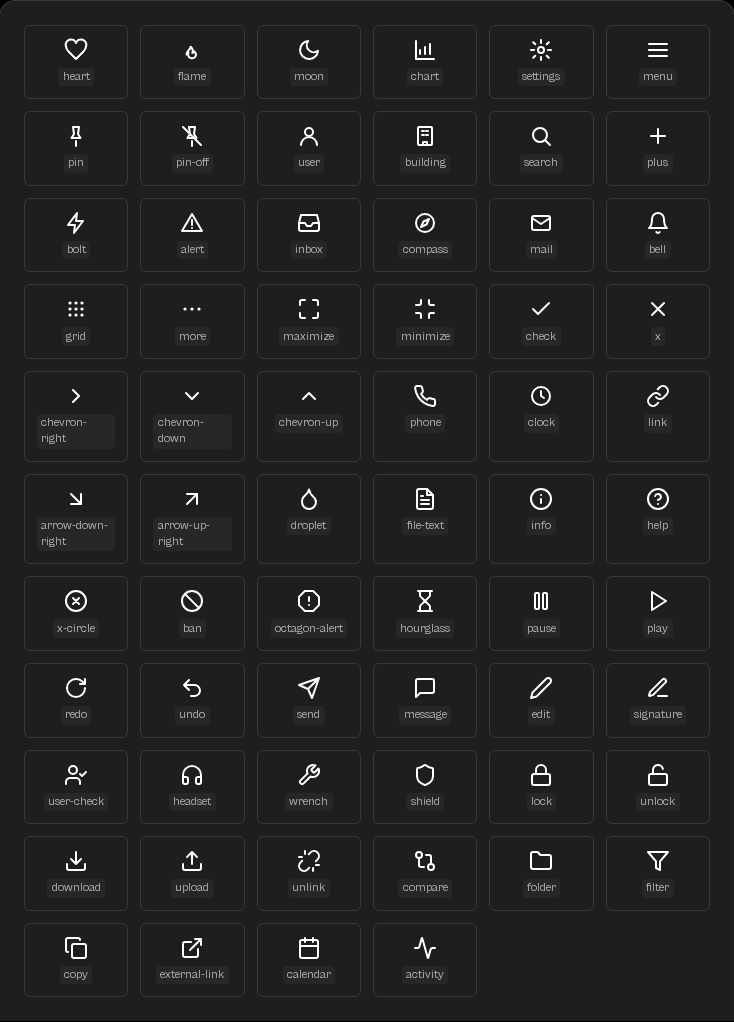 heart
flame
moon
chart
settings
menu
pin
pin-off
user
building
search
plus
bolt
alert
inbox
compass
mail
bell
grid
more
maximize
minimize
check
x
chevron-
right
chevron-
down
chevron-up
phone
clock
link
arrow-down-
right
arrow-up-
right
droplet
file-text
info
help
x-circle
ban
octagon-alert
hourglass
pause
play
redo
undo
send
message
edit
signature
user-check
headset
wrench
shield
lock
unlock
download
upload
unlink
compare
folder
filter
copy
external-link
calendar
activity